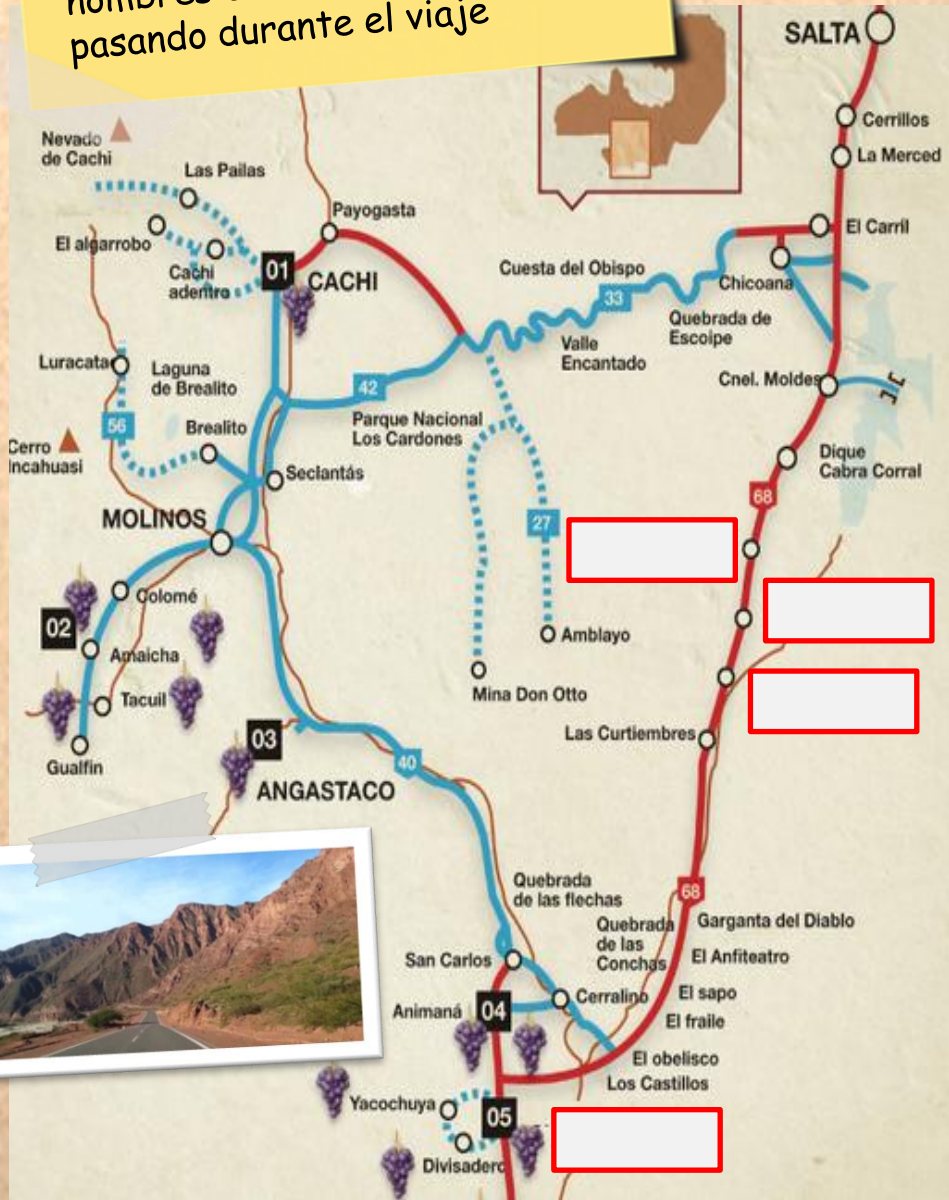 pasando durante el viaje
SALTA
Cerrillos
La Merced
El Carril
Chicoana
Nevado
de Cachi
Las Pailas
El algarrobo
Cachi
adentro
Payogasta
01
CACHI
Cuesta del Obispo
33
Valle
Encantado
Quebrada de
Escoipe
Cnel. Moldes
Dique
Cabra Corral
68
Luracata
Laguna
de Brealito
42
Parque Nacional
Los Cardones
56
Brealito
Cerro
Incahuasi
Seclantás
MOLINOS
27
Colomé
02
Amaicha
Tacuil
Gualfin
Amblayo
Mina Don Otto
Las Curtiembres
03
40
ANGASTACO
Quebrada
de las flechas
68
Quebrada
de las
Conchas
Garganta del Diablo
El Anfiteatro
San Carlos
El sapo
Animaná
04
Cerralino
El fraile
El obelisco
Los Castillos
Yacochuya
05
Divisadero